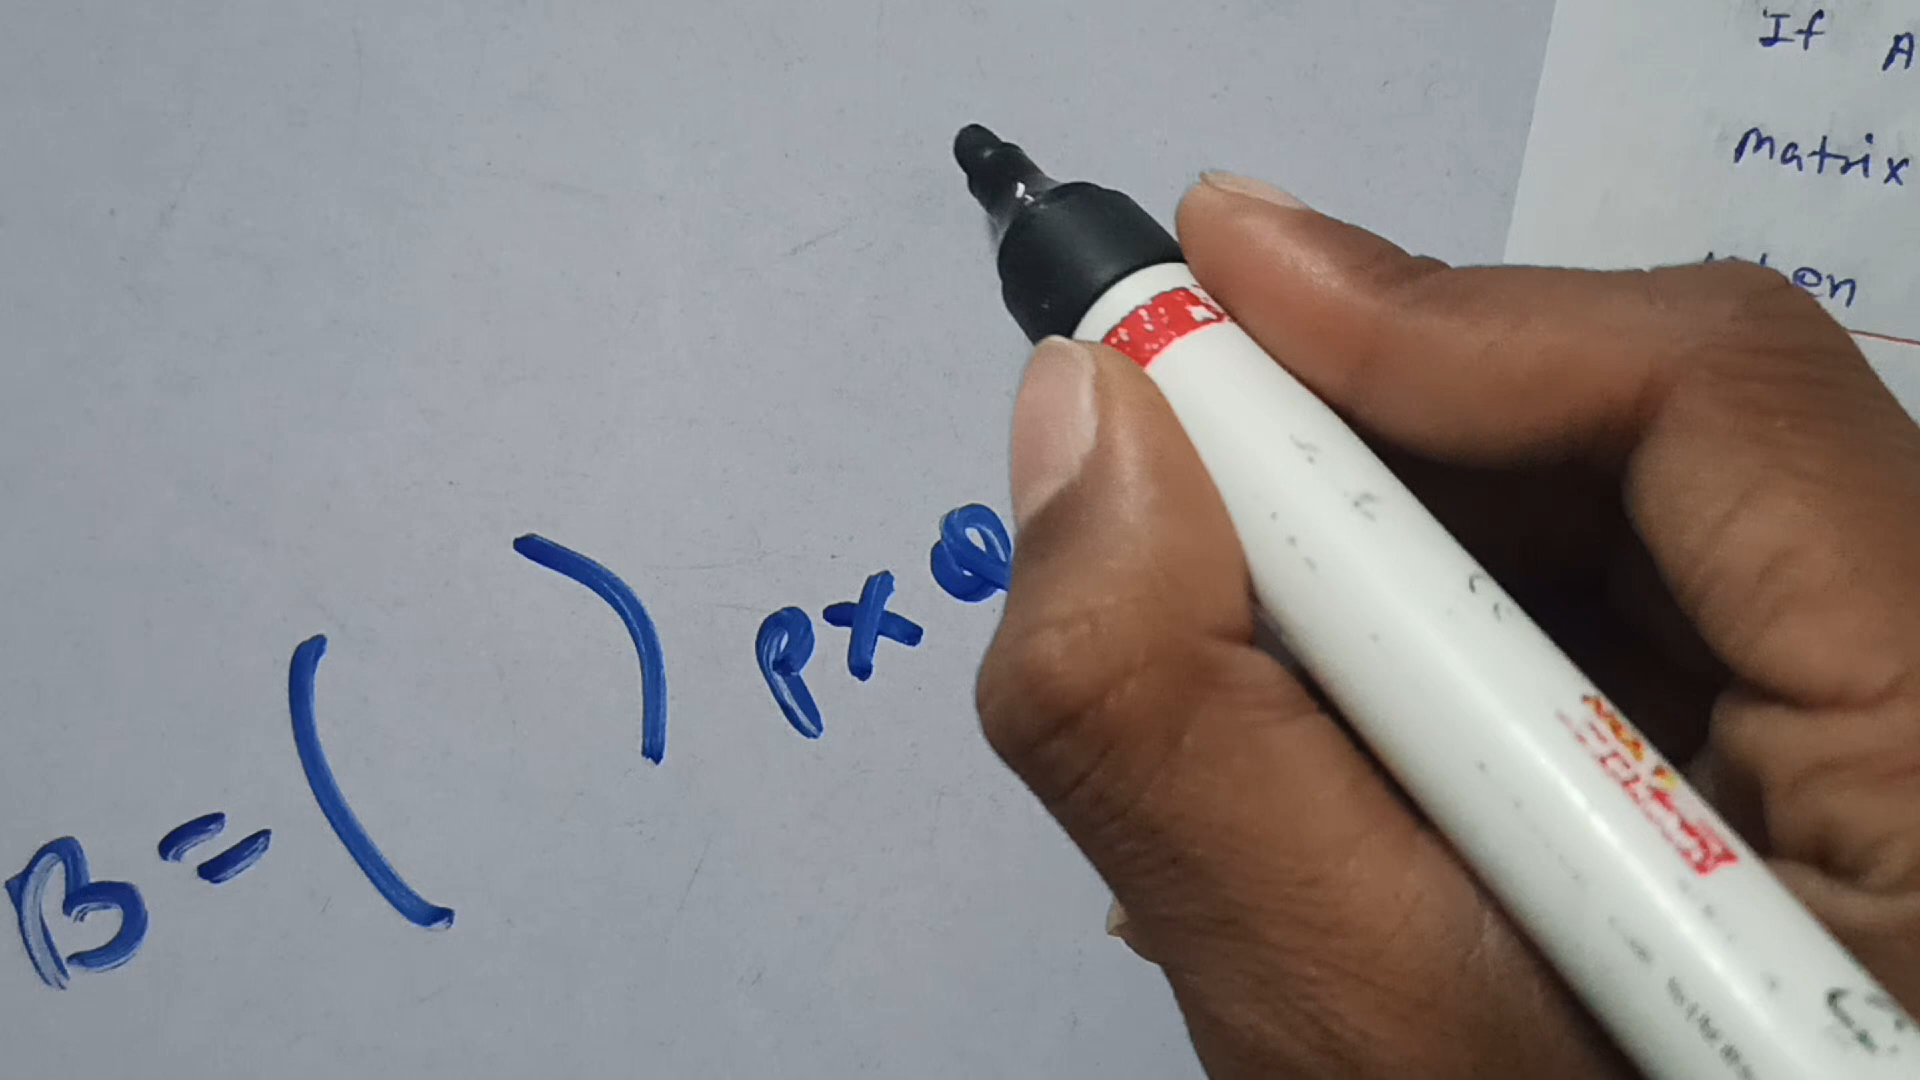 If A
Matrix
B = ( ) p × q